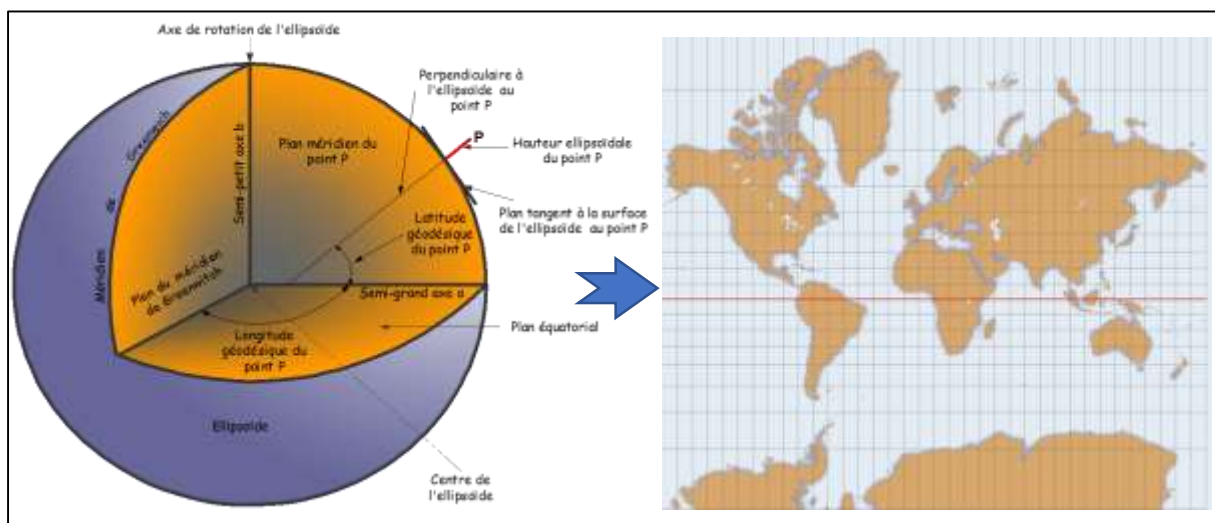 Axe de rotation de l'ellipsoïde
Perpendiculaire à
l'ellipsoïde au
point P
P
Hauteur ellipsoïdale
du point P
Plan tangent à la surface
de l'ellipsoïde au point P
Greenwich
de
Méridien
Semi-petit axe b
Plan méridien du
point P
Latitude
géodésique
du point P
Plan du méridien
de Greenwitch
Semi-grand axe a
Longitude
géodésique du
point P
Plan équatorial
Ellipsoïde
Centre de
l'ellipsoïde